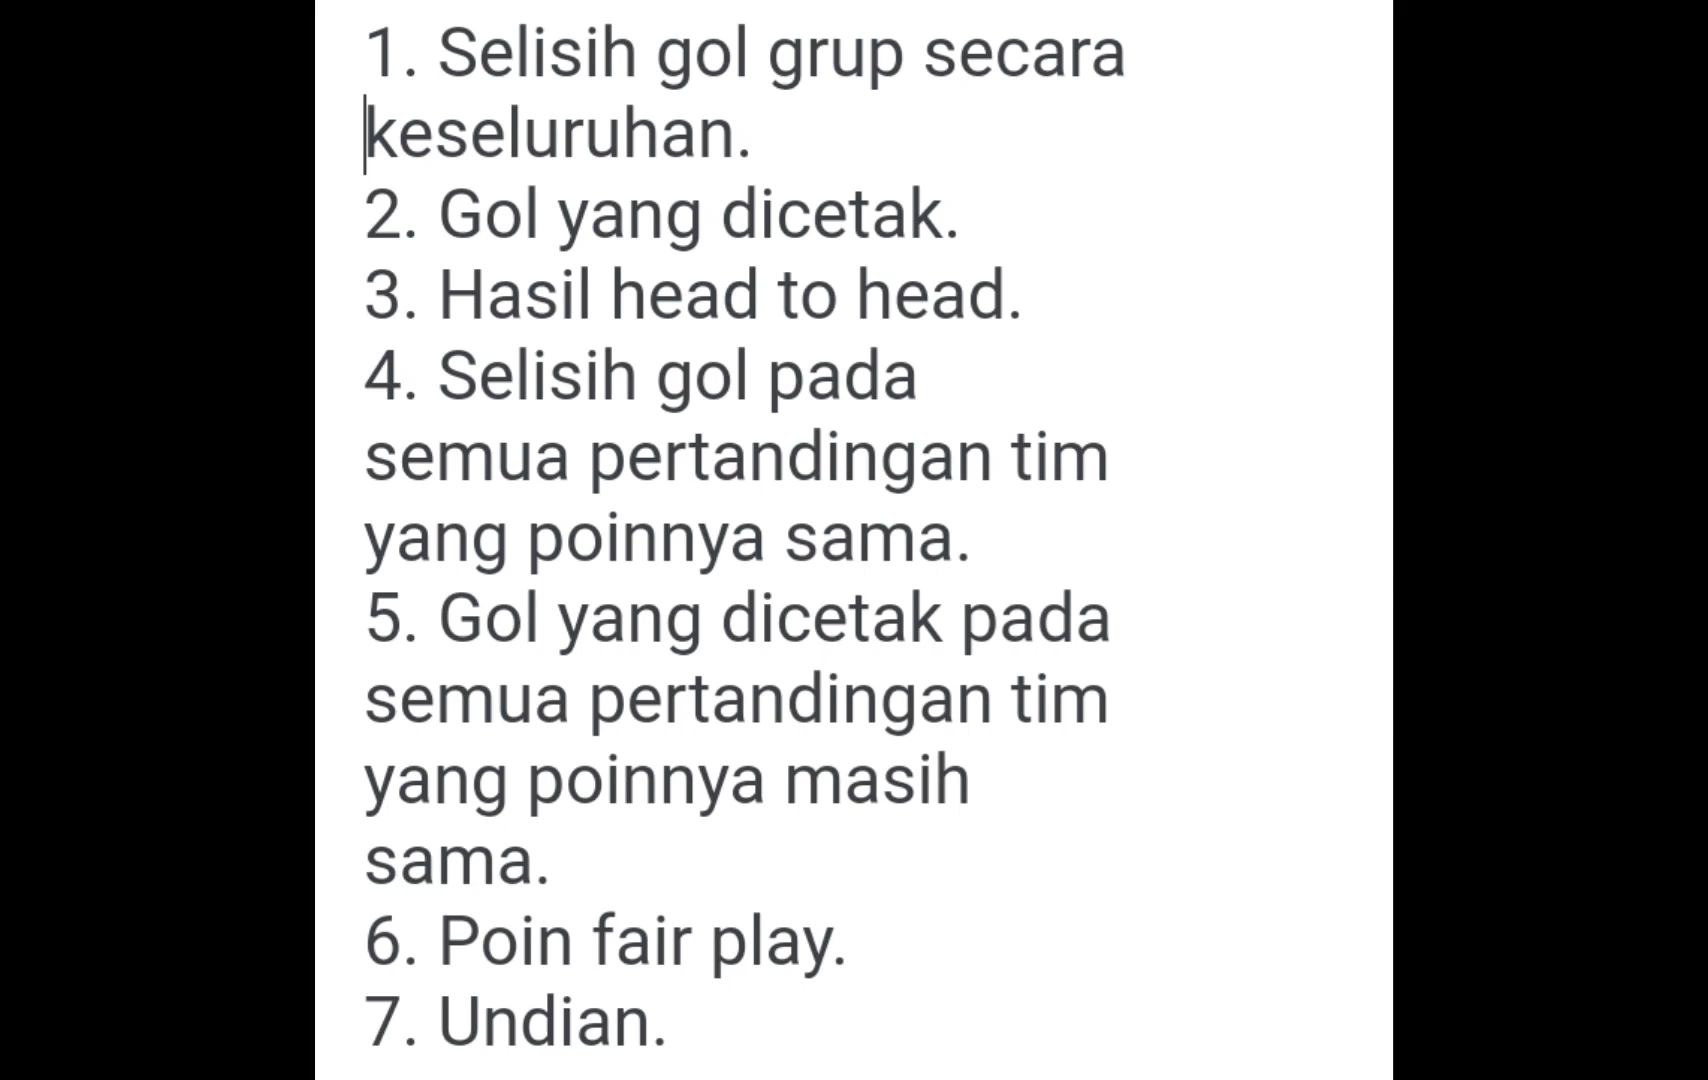 1. Selisih gol grup secara
keseluruhan.
2. Gol yang dicetak.
3. Hasil head to head.
4. Selisih gol pada
semua pertandingan tim
yang poinnya sama.
5. Gol yang dicetak pada
semua pertandingan tim
yang poinnya masih
sama.
6. Poin fair play.
7. Undian.